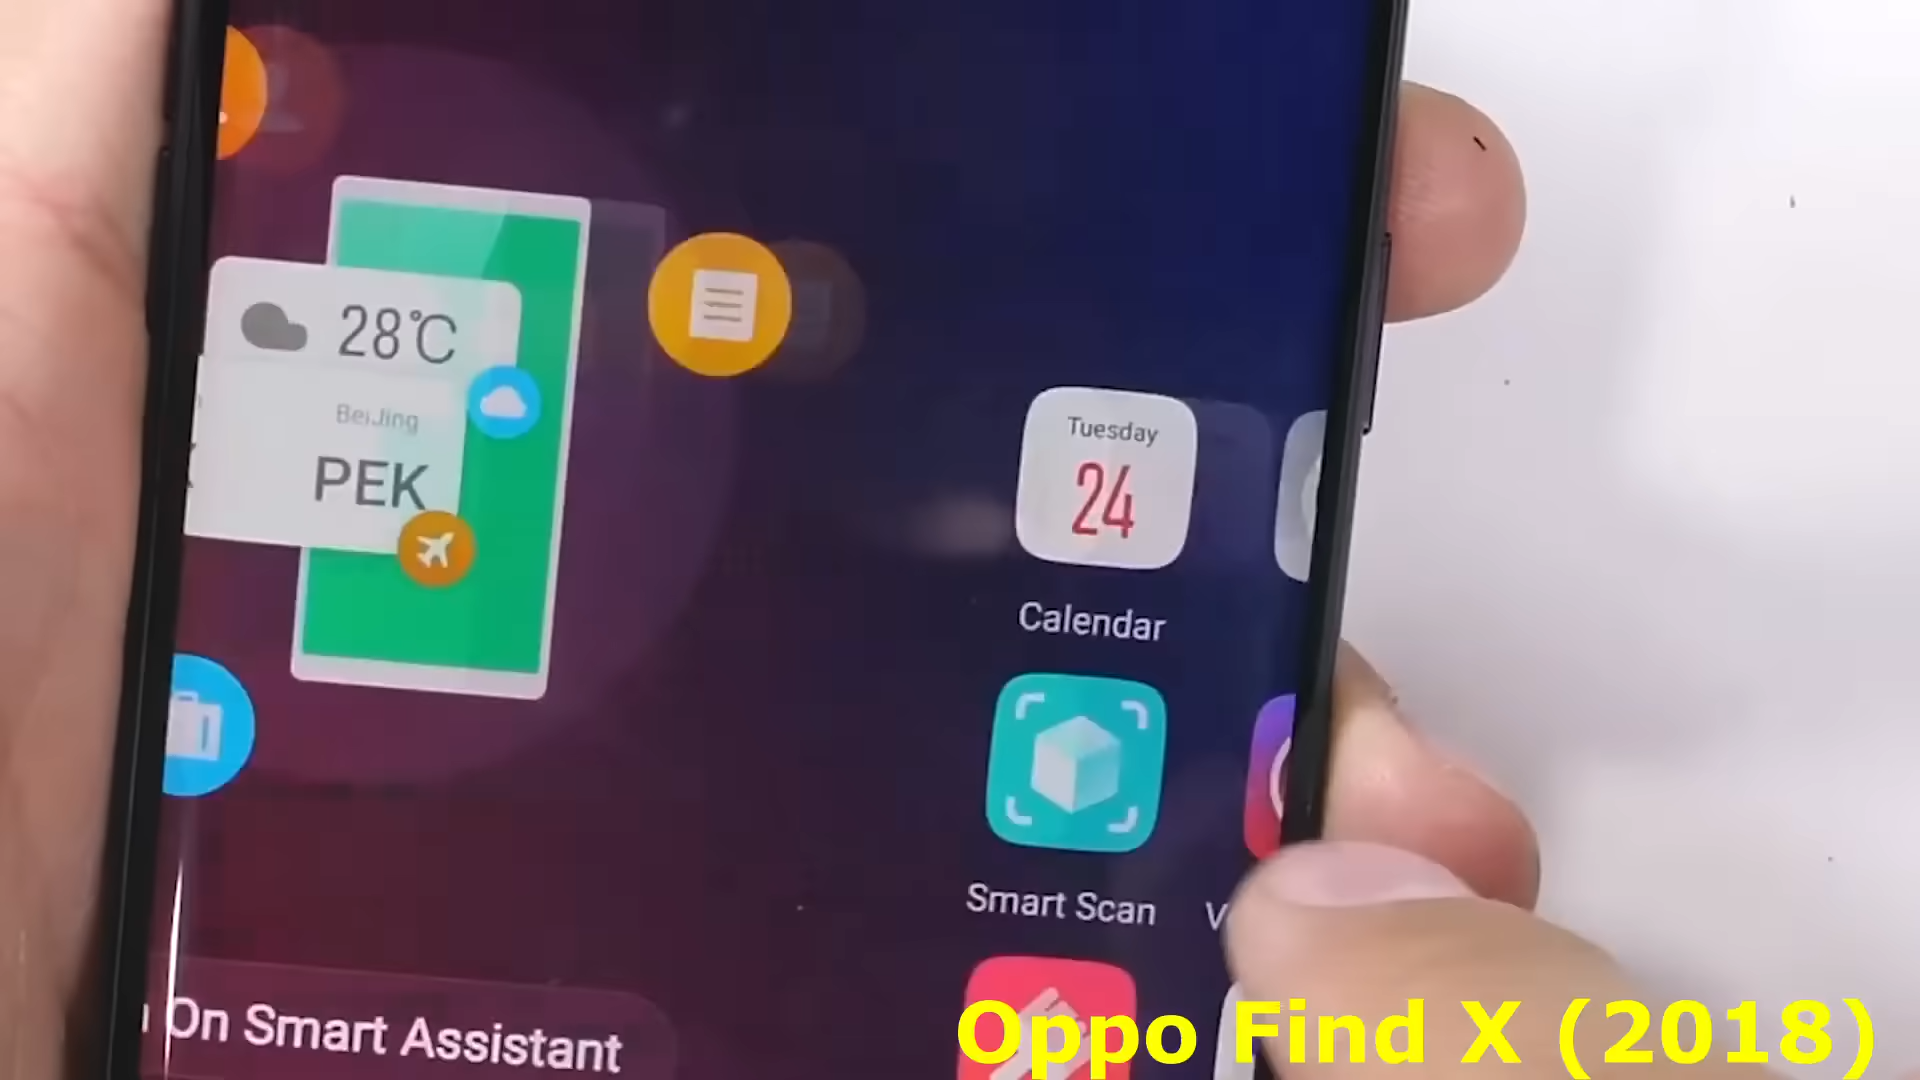 28°C
BeiJing
PEK
Tuesday
24
Calendar
Smart Scan
On Smart Assistant
Oppo Find X (2018)